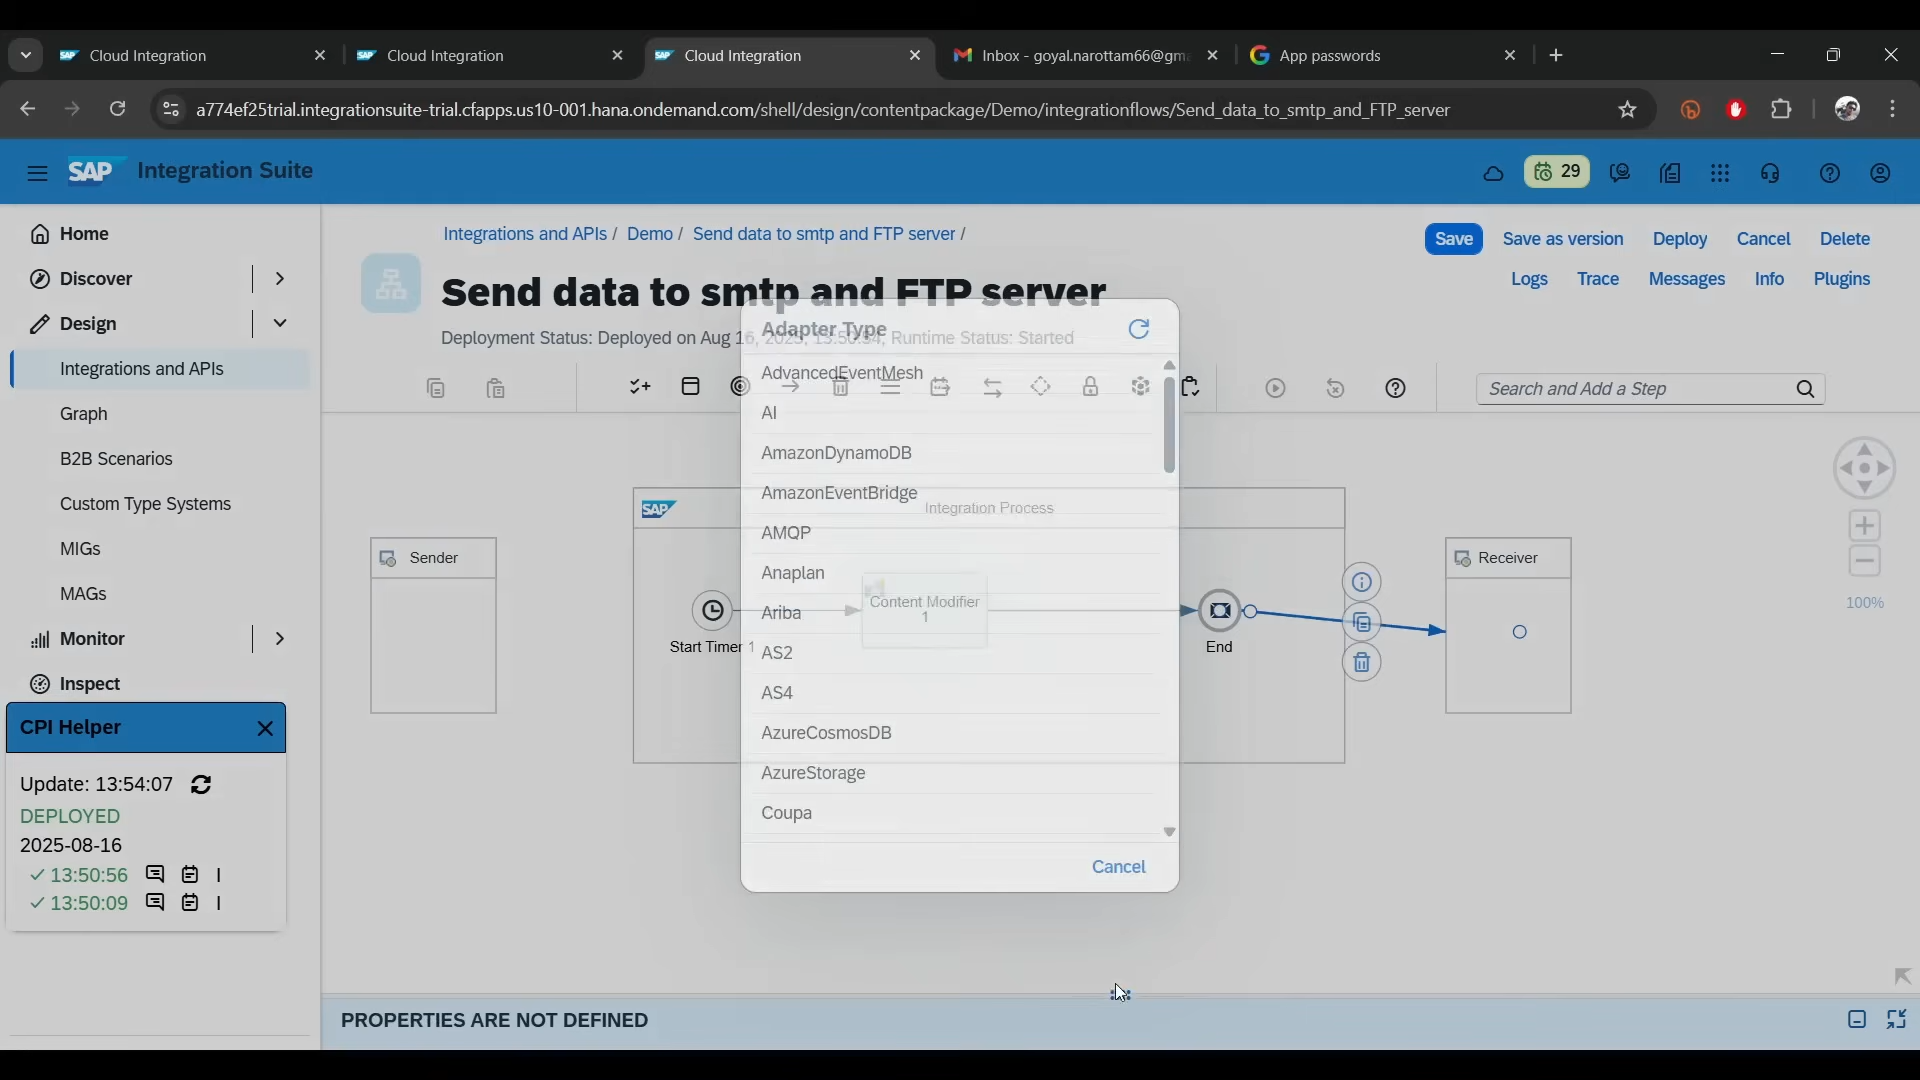 Cloud Integration
Cloud Integration
Cloud Integration
Inbox - goyal.narottam66@gm
App passwords
a774ef25trial.integrationsuite-trial.cfapps.us10-001.hana.ondemand.com/shell/design/contentpackage/Demo/integrationflows/Send_data_to_smtp_and_FTP_server
SAP Integration Suite
29
Home
Discover
Design
Integrations and APIs
Graph
B2B Scenarios
Custom Type Systems
MIGs
MAGs
Monitor
Inspect
CPI Helper
Update: 13:54:07
DEPLOYED
2025-08-16
13:50:56 I
13:50:09 I
Integrations and APIs / Demo / Send data to smtp and FTP server /
Send data to smtp and FTP server
Deployment Status: Deployed on Aug 16, 2025, 13:50:54; Runtime Status: Started
Save
Save as version
Deploy
Cancel
Delete
Logs
Trace
Messages
Info
Plugins
Search and Add a Step
Adapter Type
AdvancedEventMesh
AI
AmazonDynamoDB
AmazonEventBridge
AMQP
Anaplan
Ariba
AS2
AS4
AzureCosmosDB
AzureStorage
Coupa
Cancel
Sender
SAP
Integration Process
Start Timer 1
Content Modifier
1
End
Receiver
100%
PROPERTIES ARE NOT DEFINED